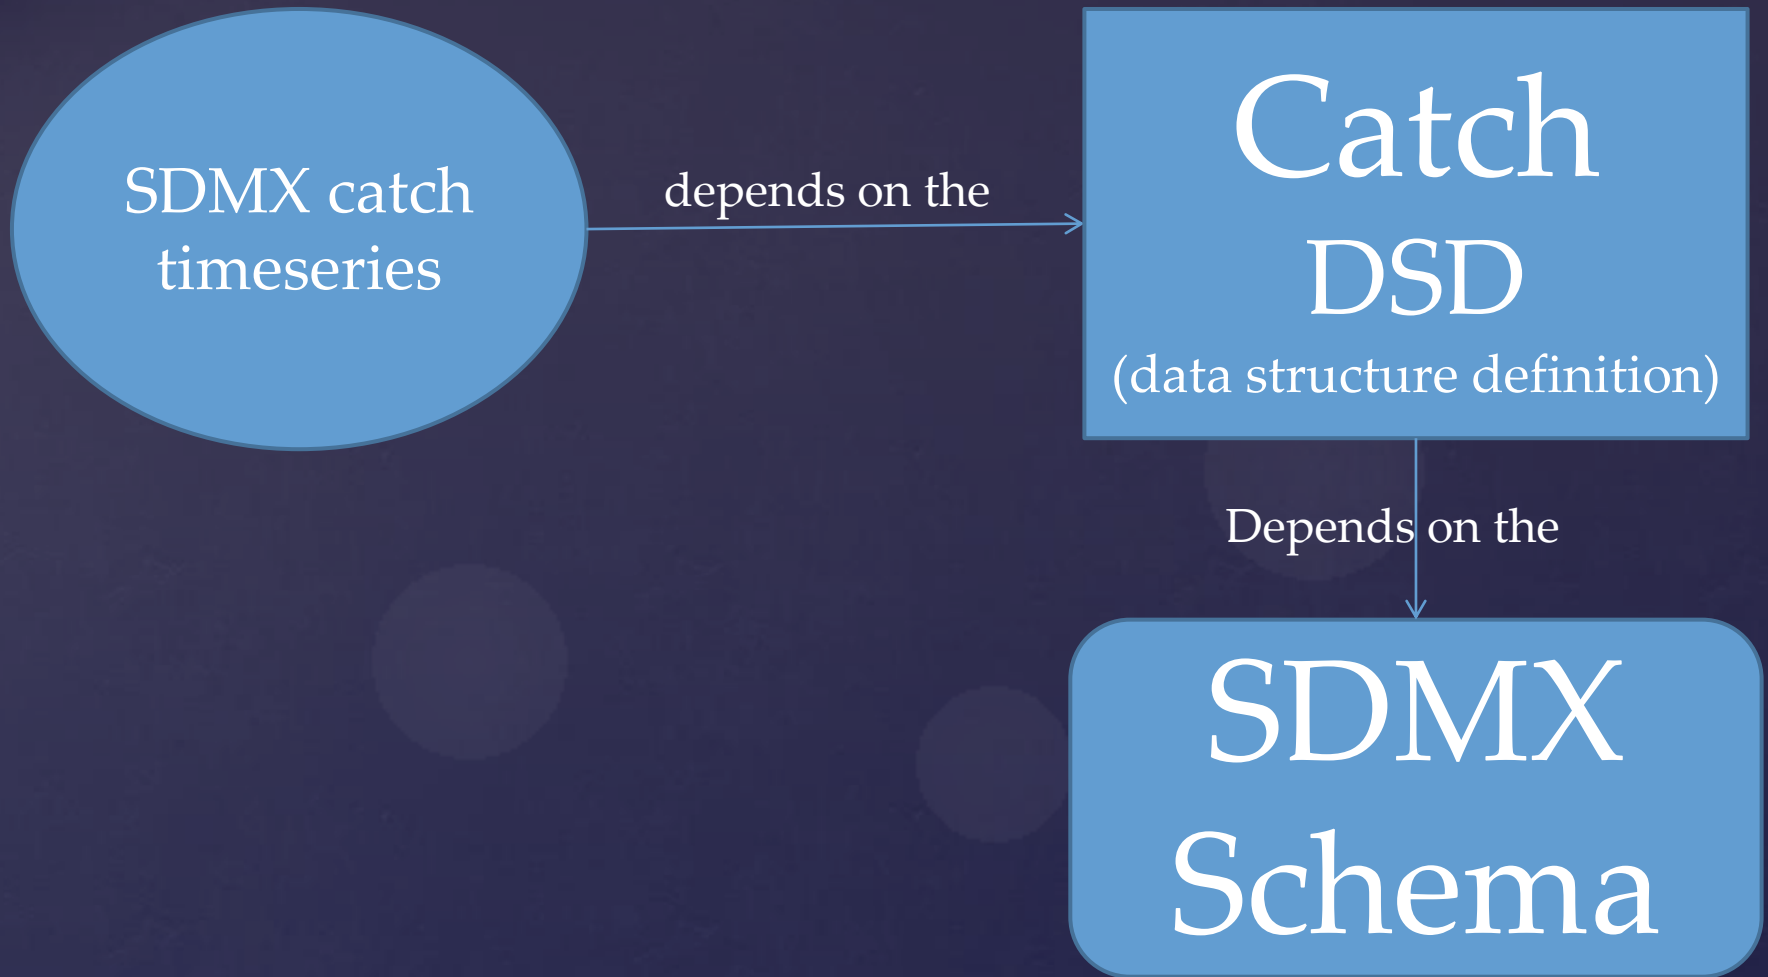 SDMX catch
timeseries
depends on the
Catch
DSD
(data structure definition)
Depends on the
SDMX
Schema